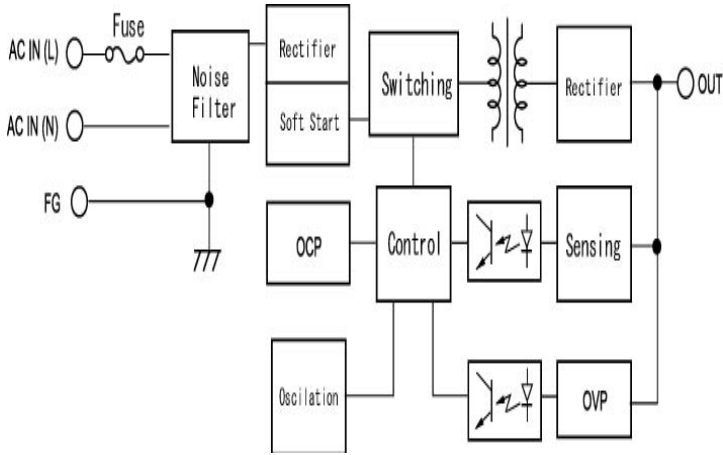 Fuse
AC IN (L)
Rectifier
Noise
Filter
Switching
Rectifier
OUT
AC IN (N)
Soft Start
FG
OCP
Control
Sensing
Oscilation
OVP